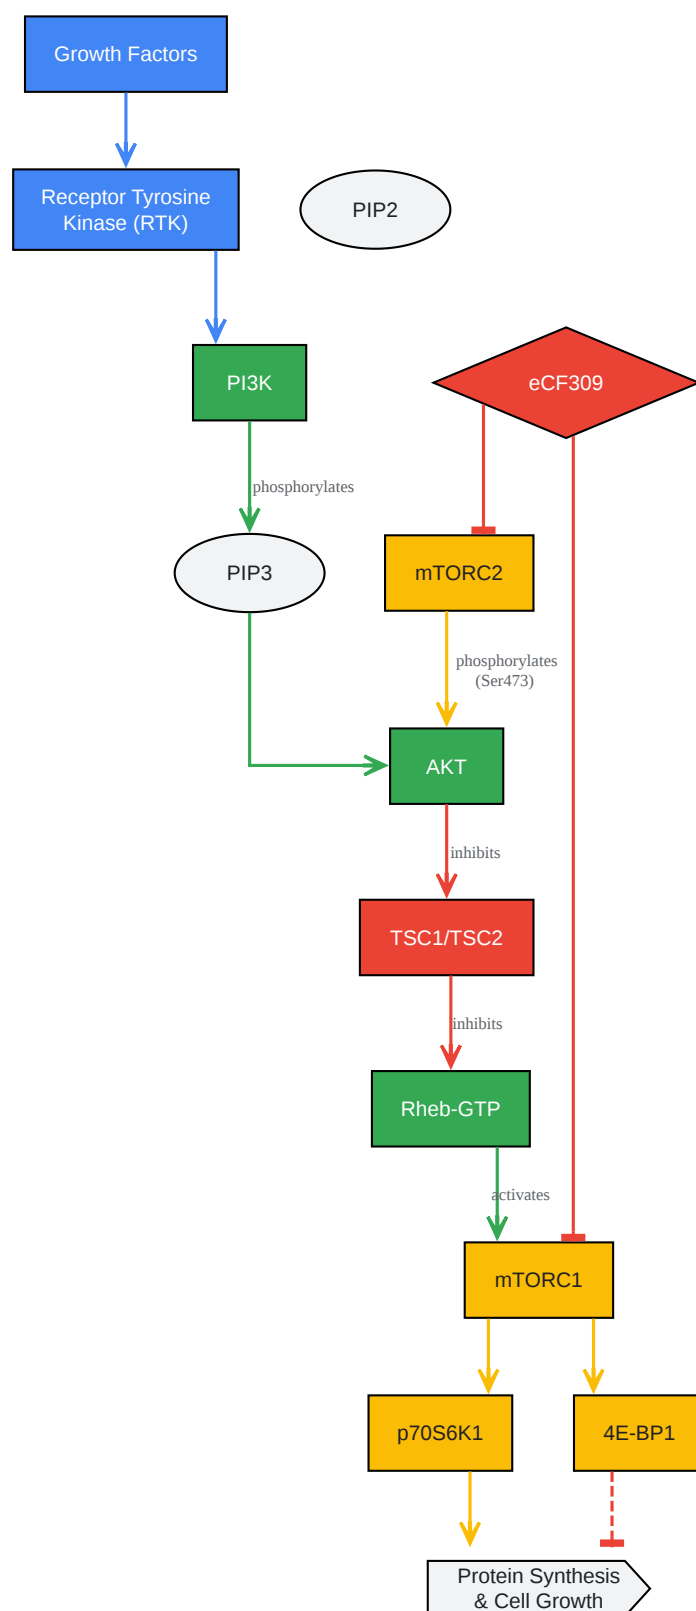 Growth Factors
Receptor Tyrosine
Kinase (RTK)
PIP2
PI3K
eCF309
phosphorylates
PIP3
mTORC2
phosphorylates
(Ser473)
AKT
inhibits
TSC1/TSC2
inhibits
Rheb-GTP
activates
mTORC1
p70S6K1
4E-BP1
Protein Synthesis
& Cell Growth